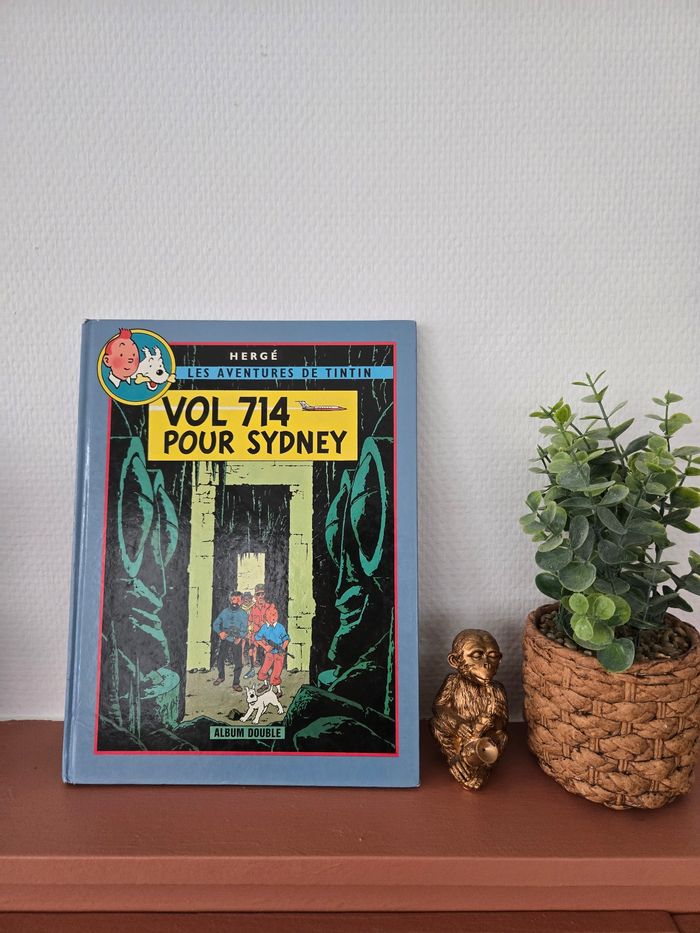 HERGÉ
LES AVENTURES DE TINTIN
VOL 714
POUR SYDNEY
ALBUM DOUBLE